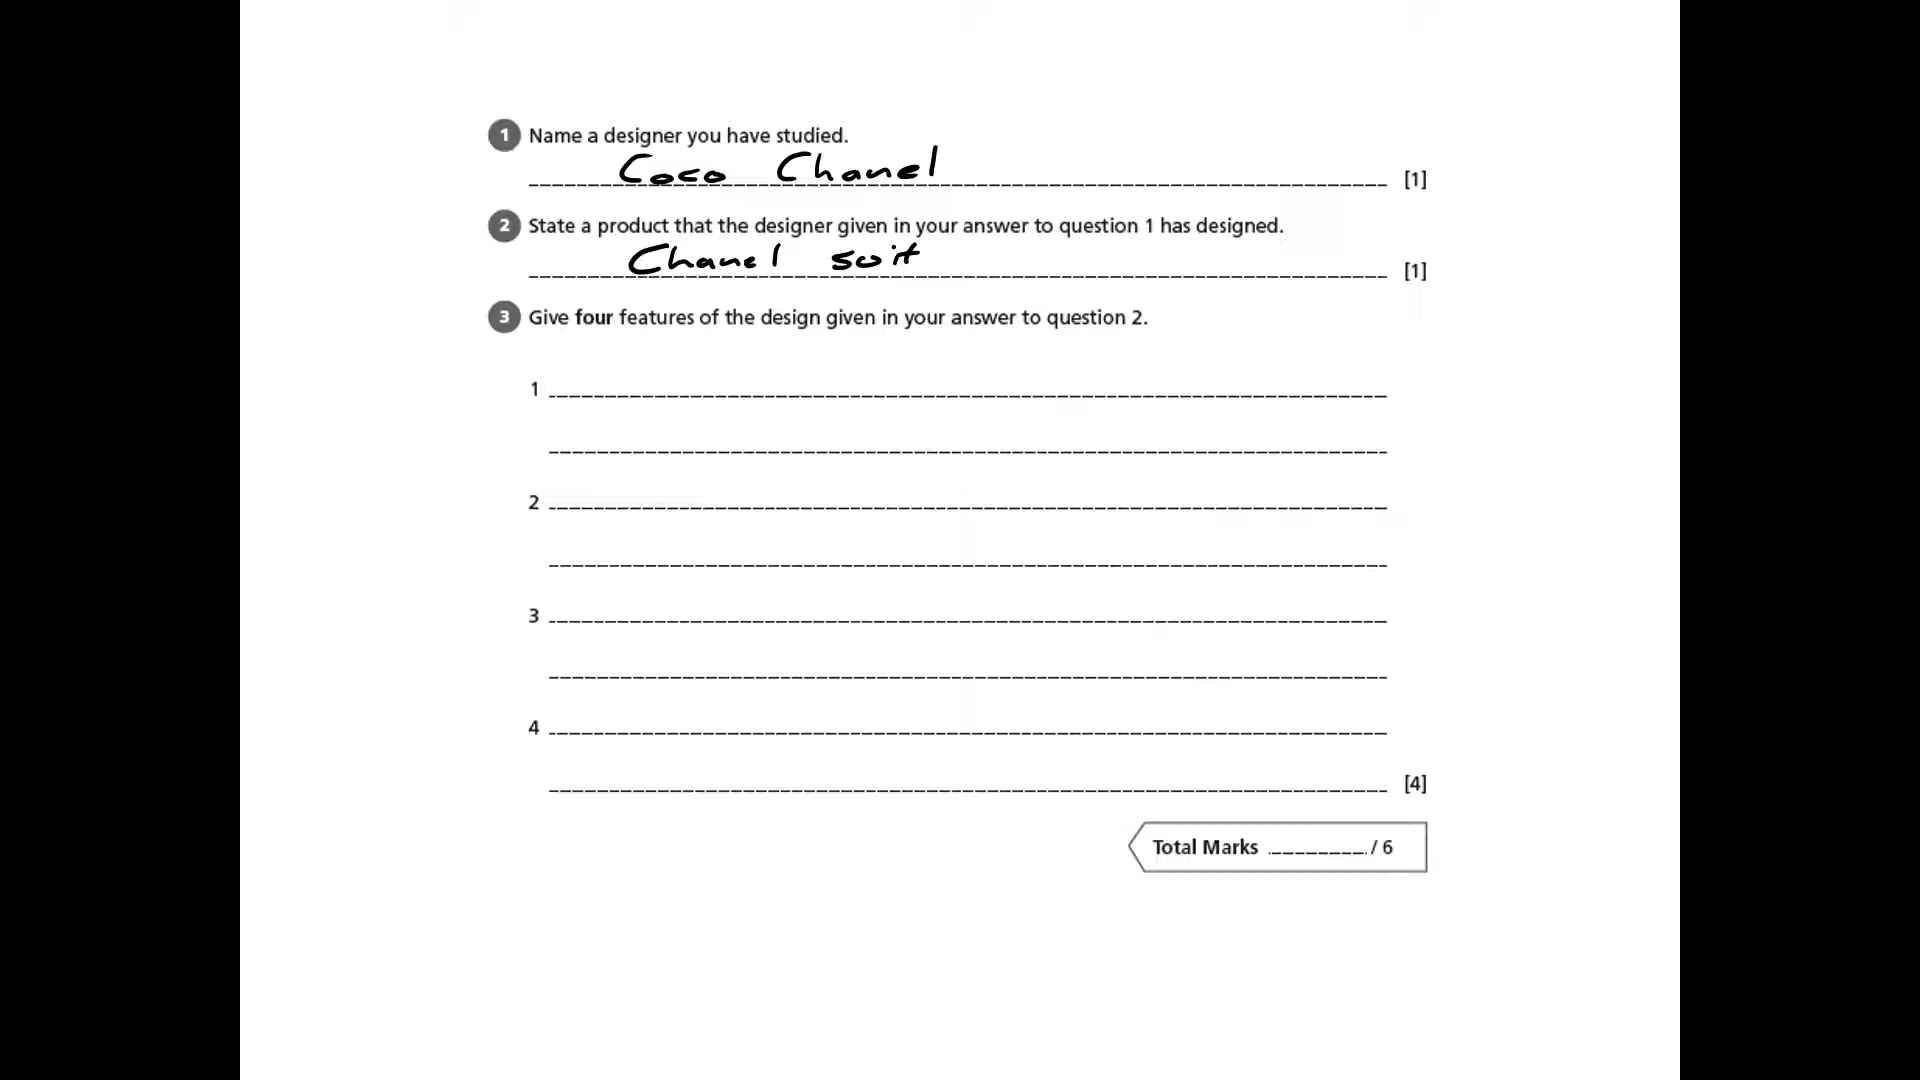 1 Name a designer you have studied.
Coco Chanel [1]
2 State a product that the designer given in your answer to question 1 has designed.
Chanel suit [1]
3 Give four features of the design given in your answer to question 2.
1
2
3
4
[4]
Total Marks / 6